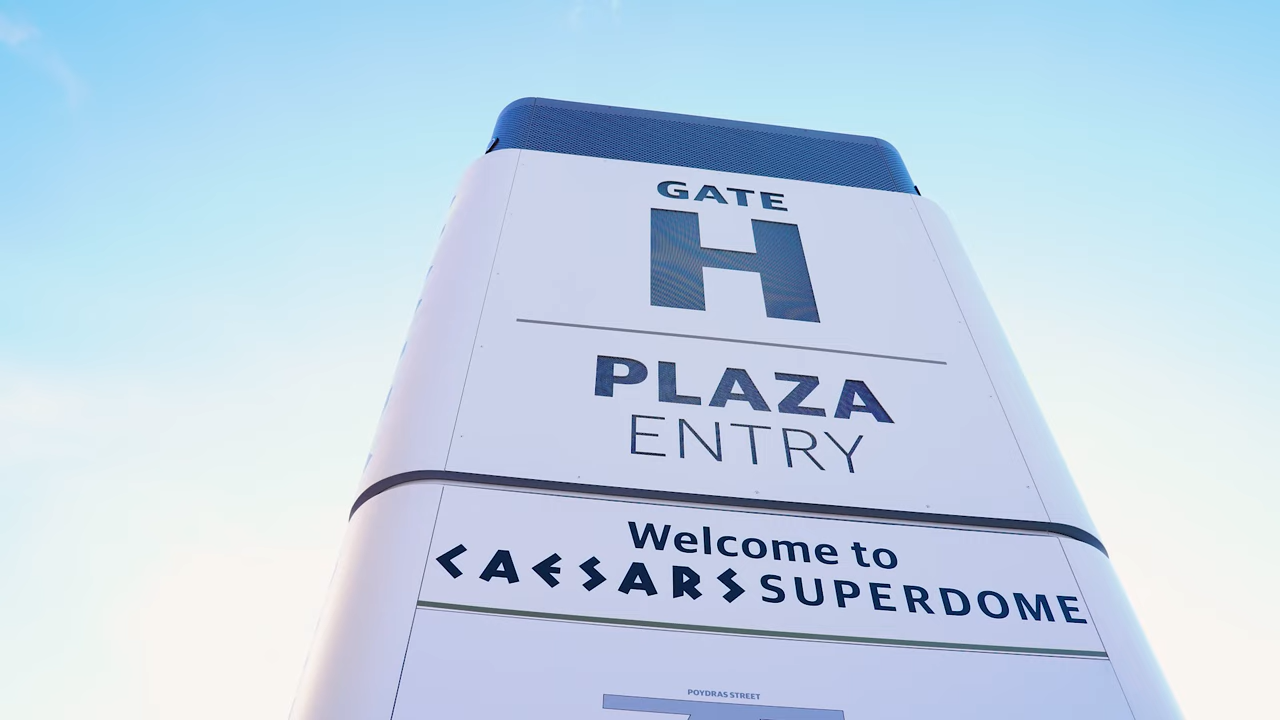 GATE
H
PLAZA
ENTRY
Welcome to
CAESARS SUPERDOME
POYDRAS STREET